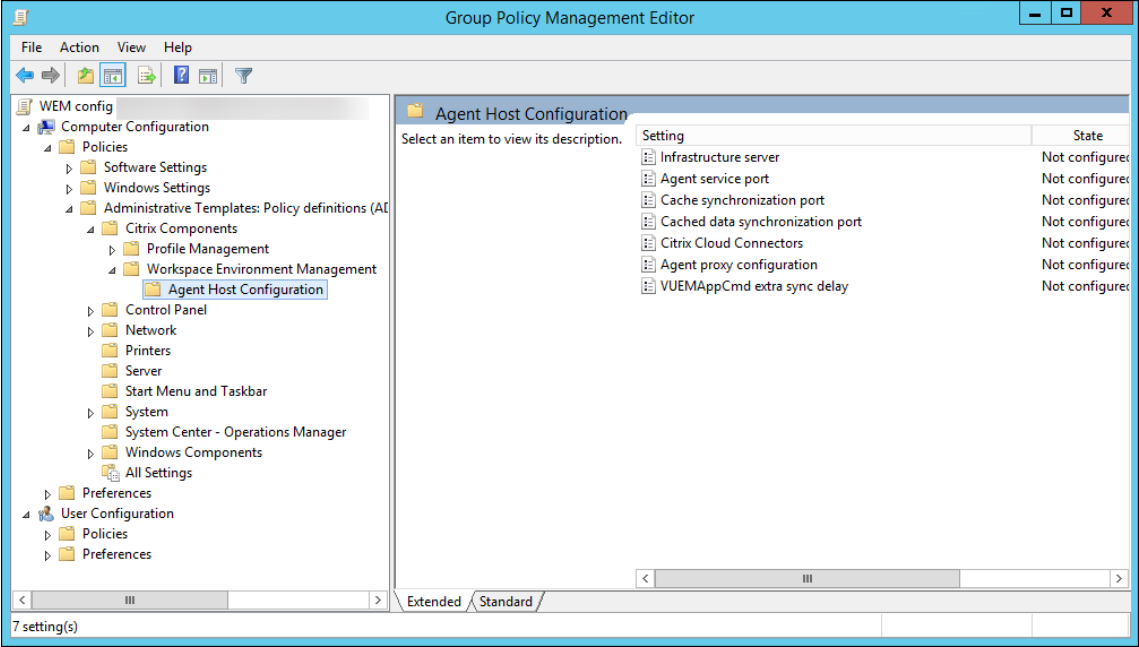 Group Policy Management Editor
File Action View Help
WEM config
Computer Configuration
Policies
Software Settings
Windows Settings
Administrative Templates: Policy definitions (AD
Citrix Components
Profile Management
Workspace Environment Management
Agent Host Configuration
Control Panel
Network
Printers
Server
Start Menu and Taskbar
System
System Center - Operations Manager
Windows Components
All Settings
Preferences
User Configuration
Policies
Preferences
Agent Host Configuration
Select an item to view its description.
Setting State
Infrastructure server Not configured
Agent service port Not configured
Cache synchronization port Not configured
Cached data synchronization port Not configured
Citrix Cloud Connectors Not configured
Agent proxy configuration Not configured
VUEMAppCmd extra sync delay Not configured
Extended Standard
7 setting(s)